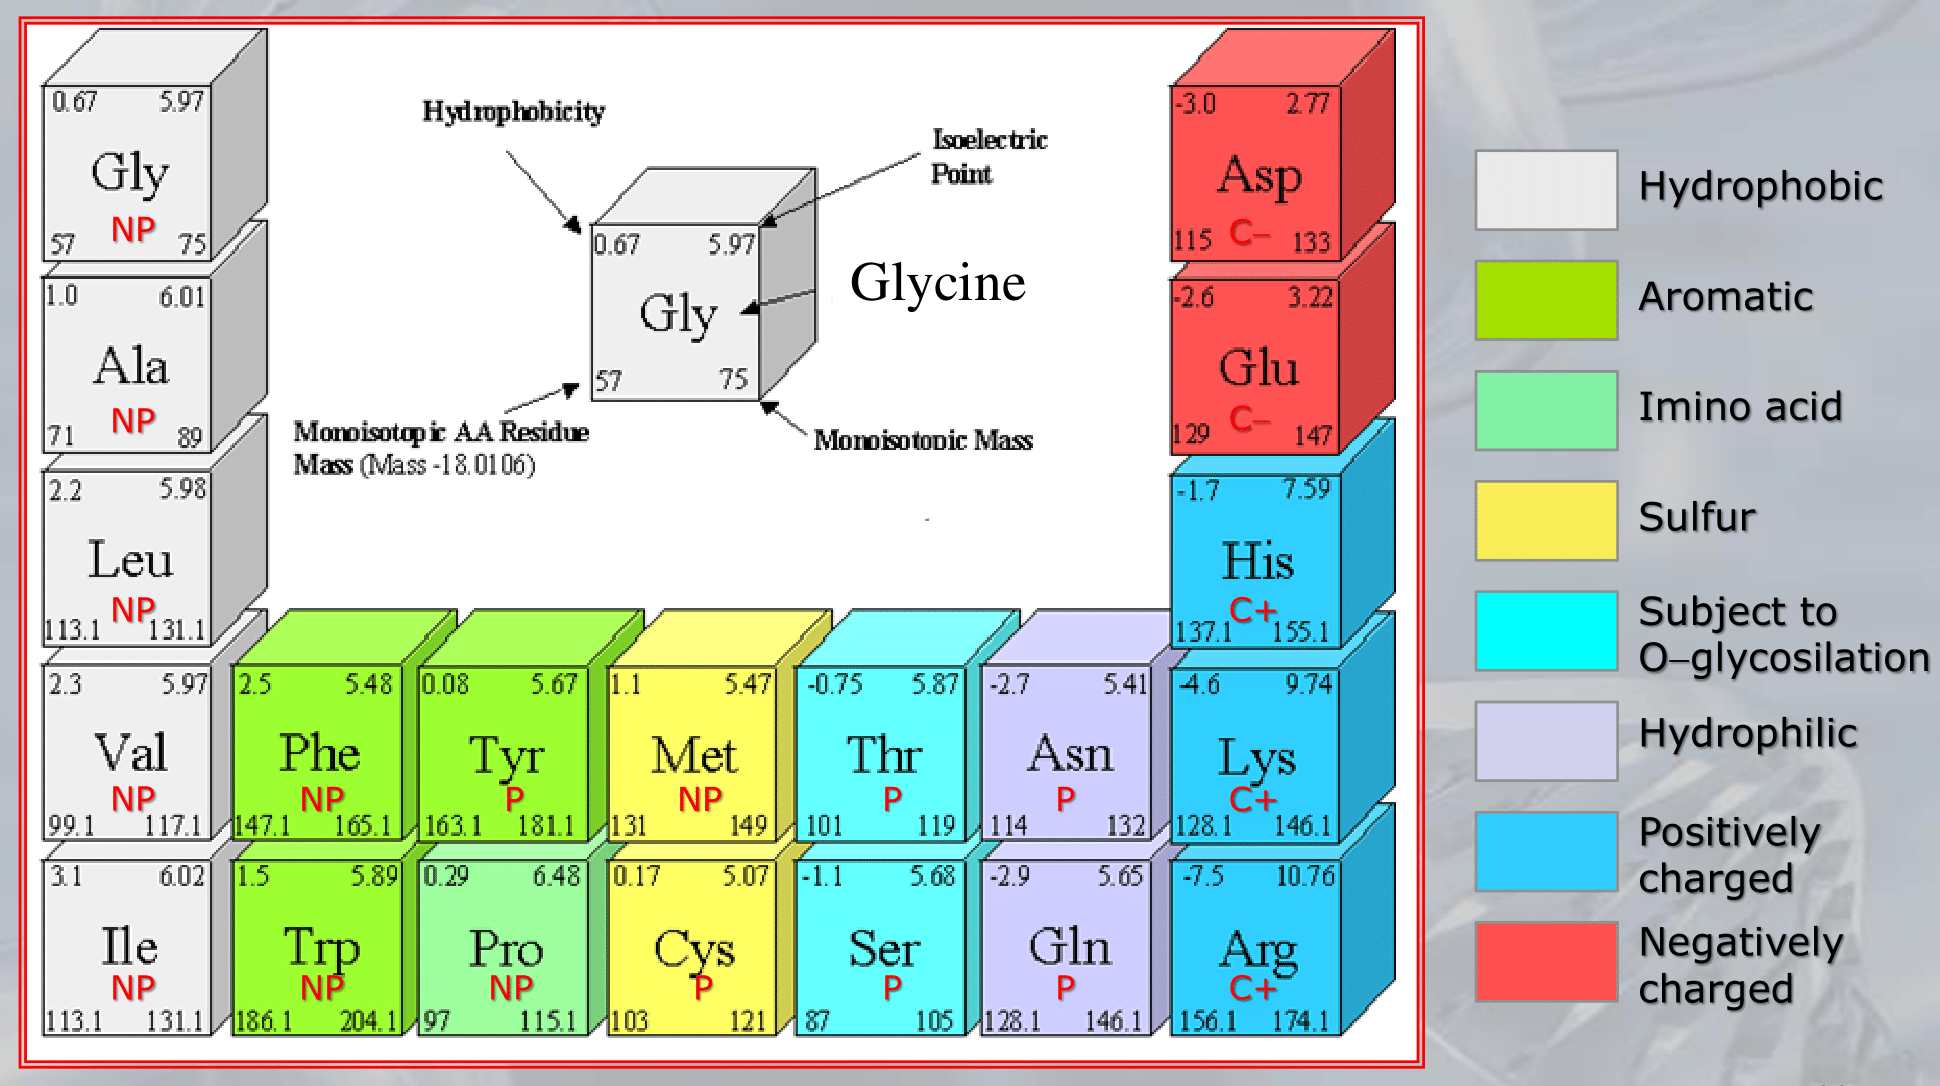 0.67 5.97
Gly
NP
57 75
1.0 6.01
Ala
NP
71 89
2.2 5.98
Leu
NP
113.1 131.1
2.3 5.97
Val
NP
99.1 117.1
3.1 6.02
Ile
NP
113.1 131.1
Hydrophobicity
Isoelectric
Point
0.67 5.97
Gly
57 75
Glycine
Monoisotopic AA Residue
Mass (Mass -18.0106)
Monoisotopic Mass
2.5 5.48
Phe
NP
147.1 165.1
1.5 5.89
Trp
NP
186.1 204.1
0.08 5.67
Tyr
P
163.1 181.1
0.29 6.48
Pro
NP
97 115.1
1.1 5.47
Met
NP
131 149
0.17 5.07
Cys
P
103 121
-0.75 5.87
Thr
P
101 119
-1.1 5.68
Ser
P
87 105
-2.7 5.41
Asn
P
114 132
-2.9 5.65
Gln
P
128.1 146.1
-3.0 2.77
Asp
C–
115 133
-2.6 3.22
Glu
C–
129 147
-1.7 7.59
His
C+
137.1 155.1
-4.6 9.74
Lys
C+
128.1 146.1
-7.5 10.76
Arg
C+
156.1 174.1
Hydrophobic
Aromatic
Imino acid
Sulfur
Subject to
O–glycosilation
Hydrophilic
Positively
charged
Negatively
charged